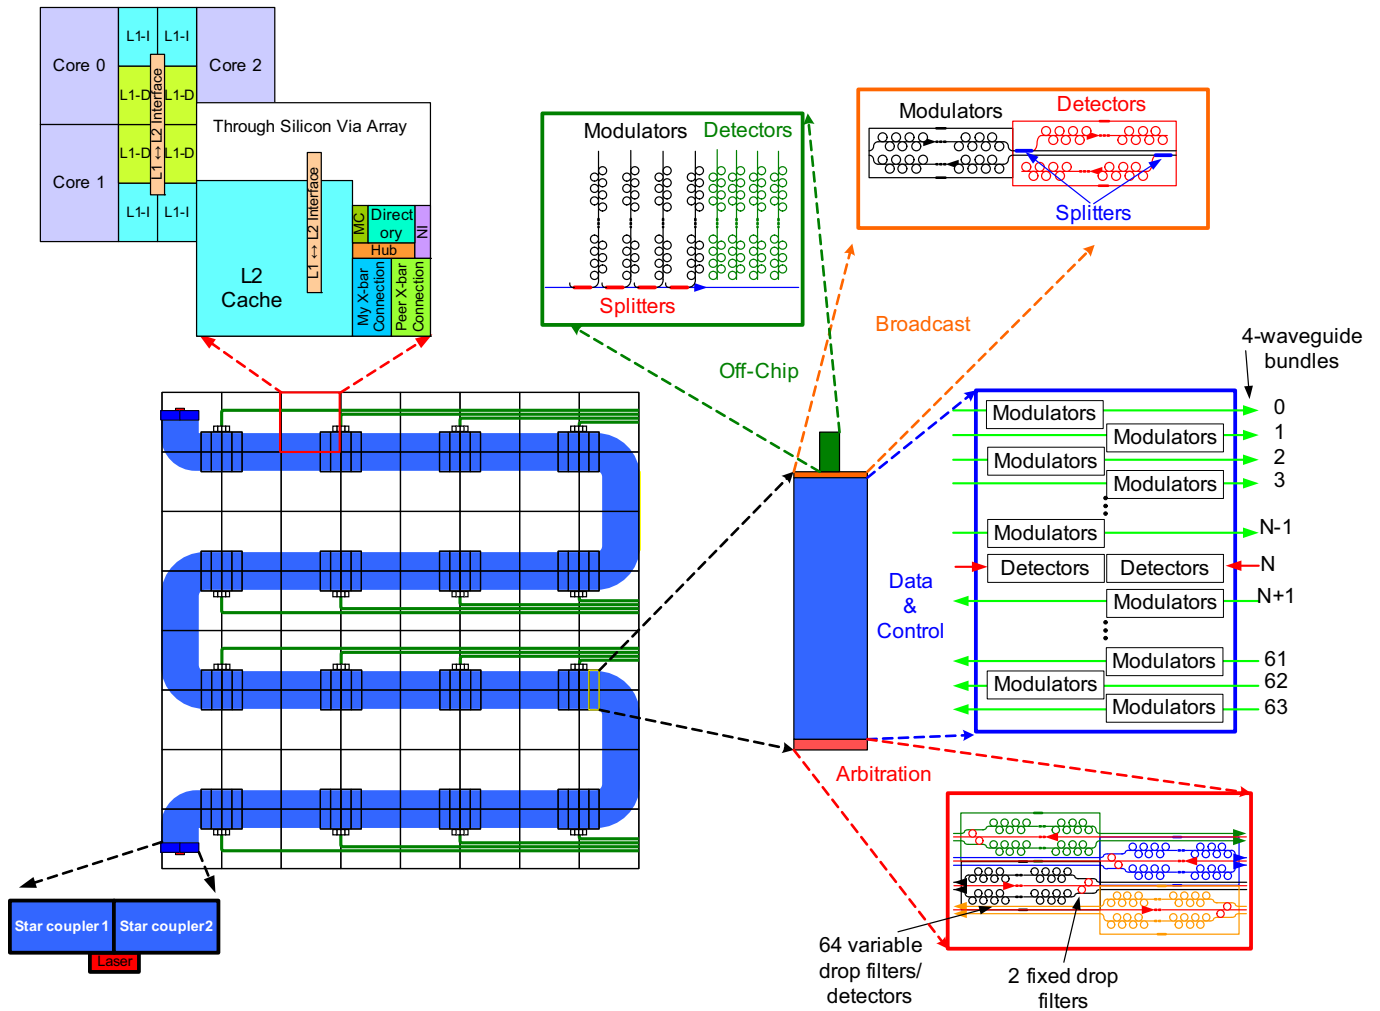 Core 0
L1-I
L1-I
Core 2
L1-D
L1-D
L1 ↔ L2 Interface
L1-D
L1-D
Core 1
L1-I
L1-I
Through Silicon Via Array
L1 ↔ L2 Interface
L2
Cache
MC
Direct
ory
NI
Hub
My X-bar
Connection
Peer X-bar
Connection
Modulators
Detectors
Splitters
Off-Chip
Modulators
Detectors
Splitters
Broadcast
4-waveguide
bundles
Modulators
0
Modulators
1
Modulators
2
Modulators
3
Modulators
N-1
Detectors
Detectors
N
Modulators
N+1
Modulators
61
Modulators
62
Modulators
63
Data
&
Control
Arbitration
64 variable
drop filters/
detectors
2 fixed drop
filters
Star coupler1
Star coupler2
Laser